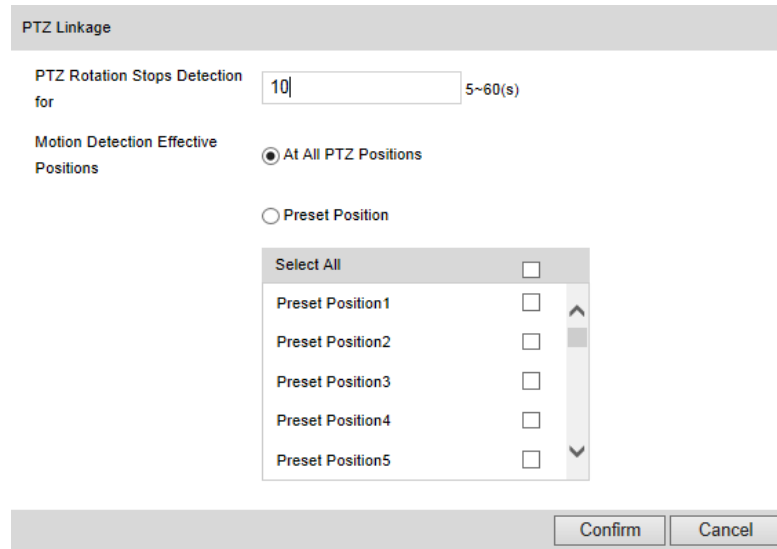 PTZ Linkage
PTZ Rotation Stops Detection
for
10
5~60(s)
Motion Detection Effective
Positions
At All PTZ Positions
Preset Position
Select All
Preset Position1
Preset Position2
Preset Position3
Preset Position4
Preset Position5
Confirm
Cancel